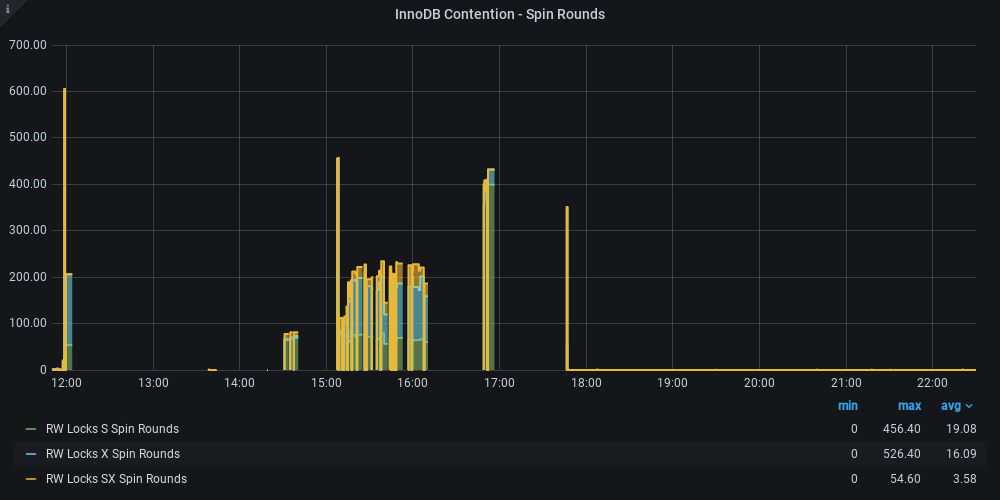 i
InnoDB Contention - Spin Rounds
700.00
600.00
500.00
400.00
300.00
200.00
100.00
0
12:00 13:00 14:00 15:00 16:00 17:00 18:00 19:00 20:00 21:00 22:00
min max avg
RW Locks S Spin Rounds 0 456.40 19.08
RW Locks X Spin Rounds 0 526.40 16.09
RW Locks SX Spin Rounds 0 54.60 3.58